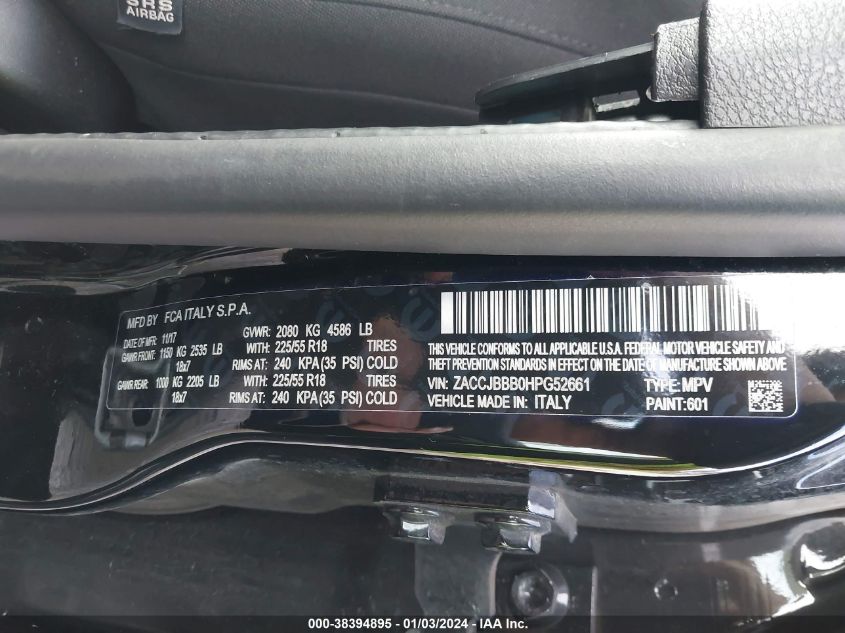 SRS
AIRBAG
MFD BY FCA ITALY S.P.A.
DATE OF MFR: 11/17 GVWR: 2080 KG 4586 LB
GAWR FRONT: 1150 KG 2535 LB WITH: 225/55 R18 TIRES
18x7 RIMS AT: 240 KPA(35 PSI) COLD
GAWR REAR: 1000 KG 2205 LB WITH: 225/55 R18 TIRES
18x7 RIMS AT: 240 KPA(35 PSI) COLD
THIS VEHICLE CONFORMS TO ALL APPLICABLE U.S.A. FEDERAL MOTOR VEHICLE SAFETY AND
THEFT PREVENTION STANDARDS IN EFFECT ON THE DATE OF MANUFACTURE SHOWN ABOVE
VIN: ZACCJBBB0HPG52661 TYPE: MPV
VEHICLE MADE IN: ITALY PAINT:601
000-38394895 - 01/03/2024 - IAA Inc.